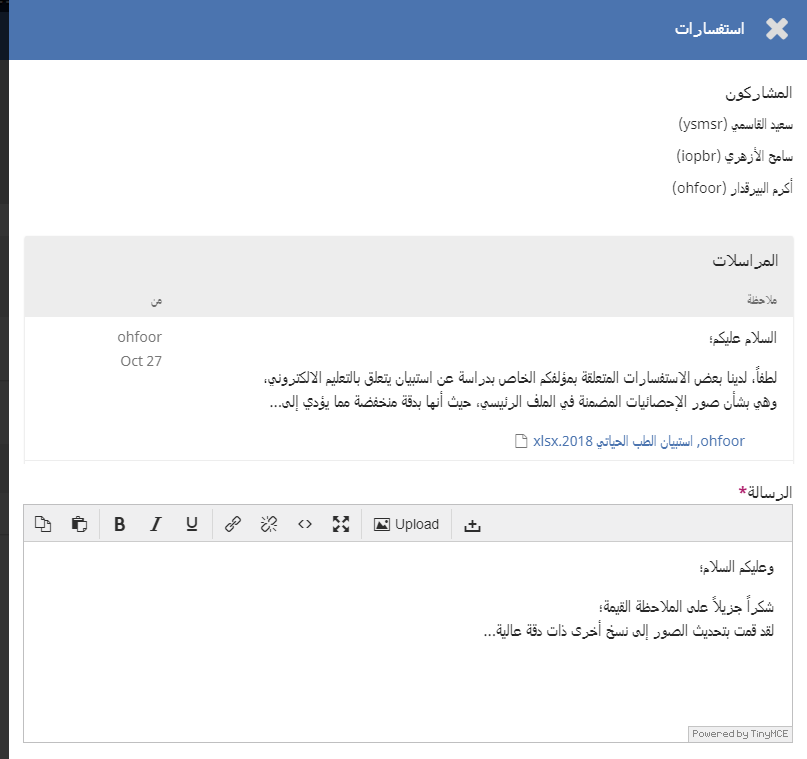 استفسارات
المشاركون
سعيد القاسمي (ysmsr)
سامح الأزهري (iopbr)
أكرم البيرقدار (ohfoor)
المراسلات
ملاحظة
من
السلام عليكم؛
ohfoor
Oct 27
لطفاً، لدينا بعض الاستفسارات المتعلقة بمؤلفكم الخاص بدراسة عن استبيان يتعلق بالتعليم الالكتروني،
وهي بشأن صور الإحصائيات المضمنة في الملف الرئيسي، حيث أنها بدقة منخفضة مما يؤدي إلى...
ohfoor, استبيان الطب الحياتي 2018.xlsx
الرسالة*
Upload
وعليكم السلام؛
شكراً جزيلاً على الملاحظة القيمة؛
لقد قمت بتحديث الصور إلى نسخ أخرى ذات دقة عالية...
Powered by TinyMCE